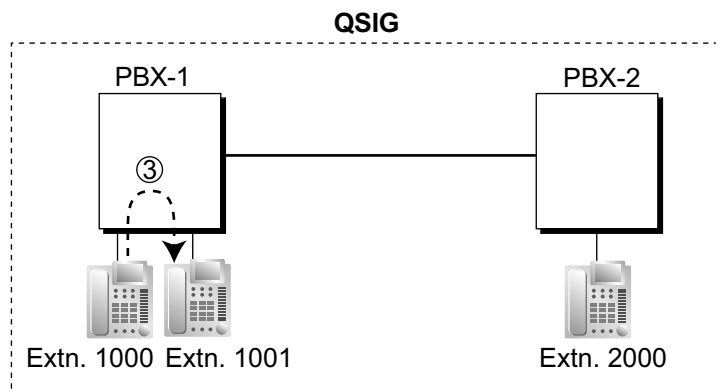 QSIG
PBX-1
PBX-2
③
Extn. 1000
Extn. 1001
Extn. 2000